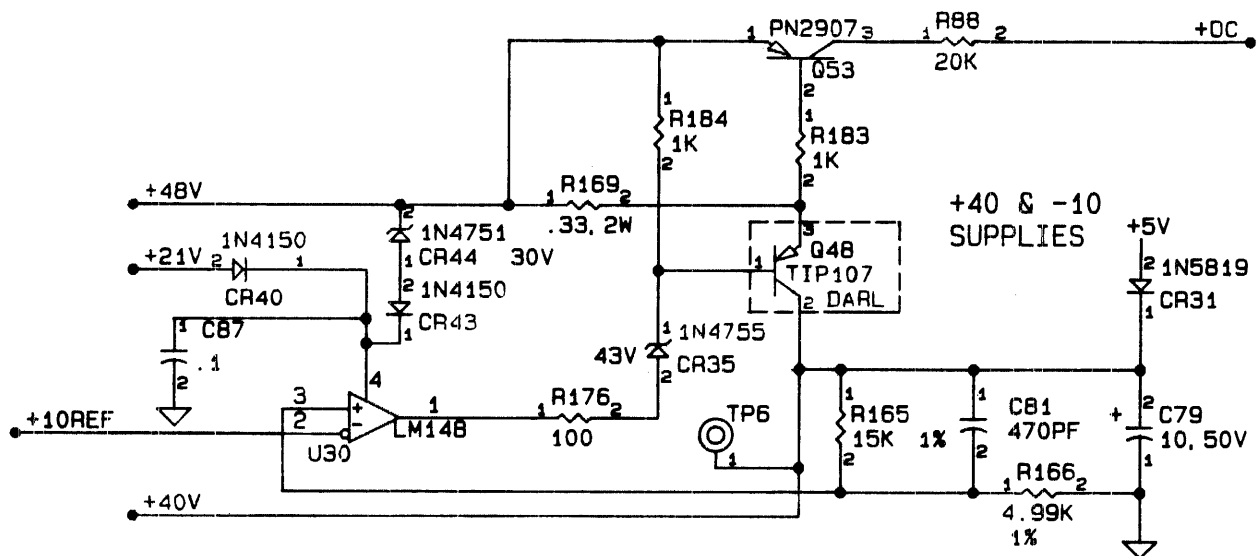 PN2907
1
3
1
R88
2
+DC
20K
Q53
2
1
R184
1K
2
1
R183
1K
2
+48V
1
R169
2
.33, 2W
2
1N4751
30V
1
CR44
+21V
2
1N4150
1
CR40
2
1N4150
CR43
1
1
C87
.1
2
4
+40 & -10
SUPPLIES
3
Q48
1
TIP107
2
DARL
+5V
2
1N5819
CR31
1
1
1N4755
43V
CR35
2
+10REF
3
+
2
-
1
LM148
U30
1
R176
2
100
TP6
1
1
R165
15K
1%
2
1
C81
470PF
2
2
+
C79
10, 50V
1
1
R166
2
4.99K
1%
+40V